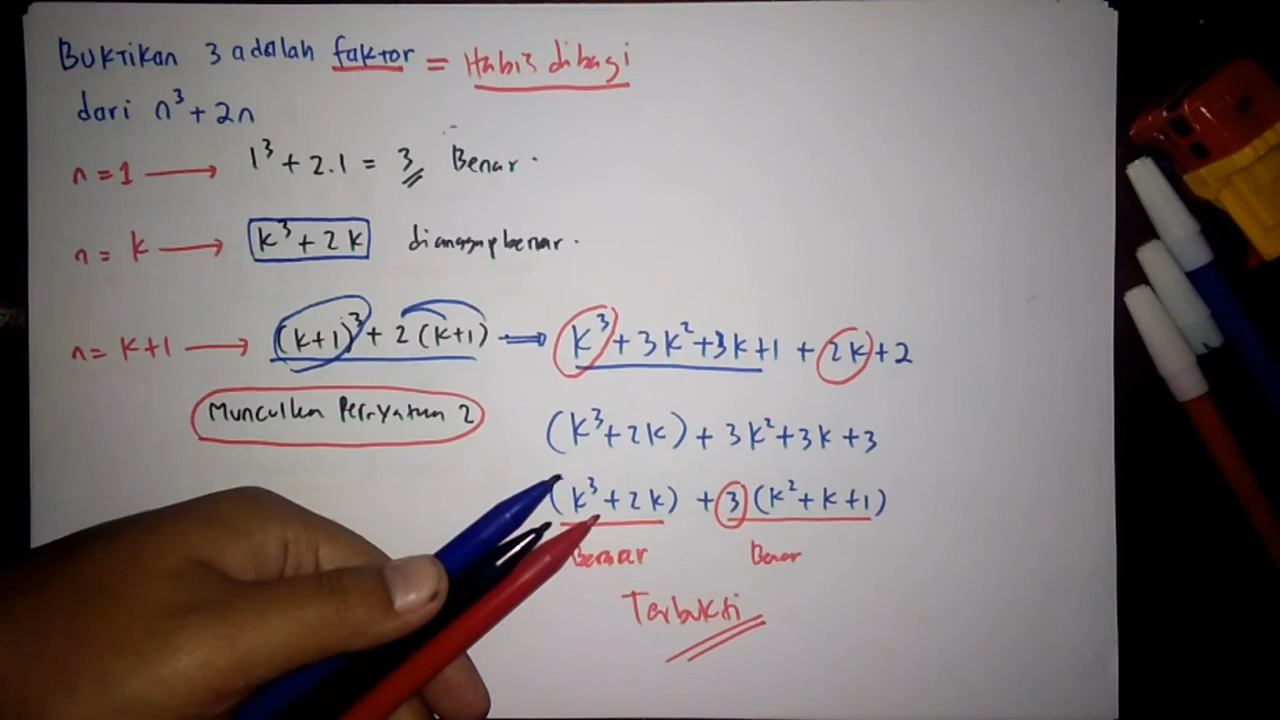 Buktikan 3 adalah faktor = Habis dibagi
dari n³ + 2n
n = 1 → 1³ + 2.1 = 3 Benar.
n = k → k³ + 2k dianggap benar.
n = k+1 → (k+1)³ + 2(k+1) → k³ + 3k² + 3k + 1 + 2k + 2
Munculkan Pernyataan 2
(k³ + 2k) + 3k² + 3k + 3
(k³ + 2k) + 3(k² + k + 1)
Benar Benar
Terbukti